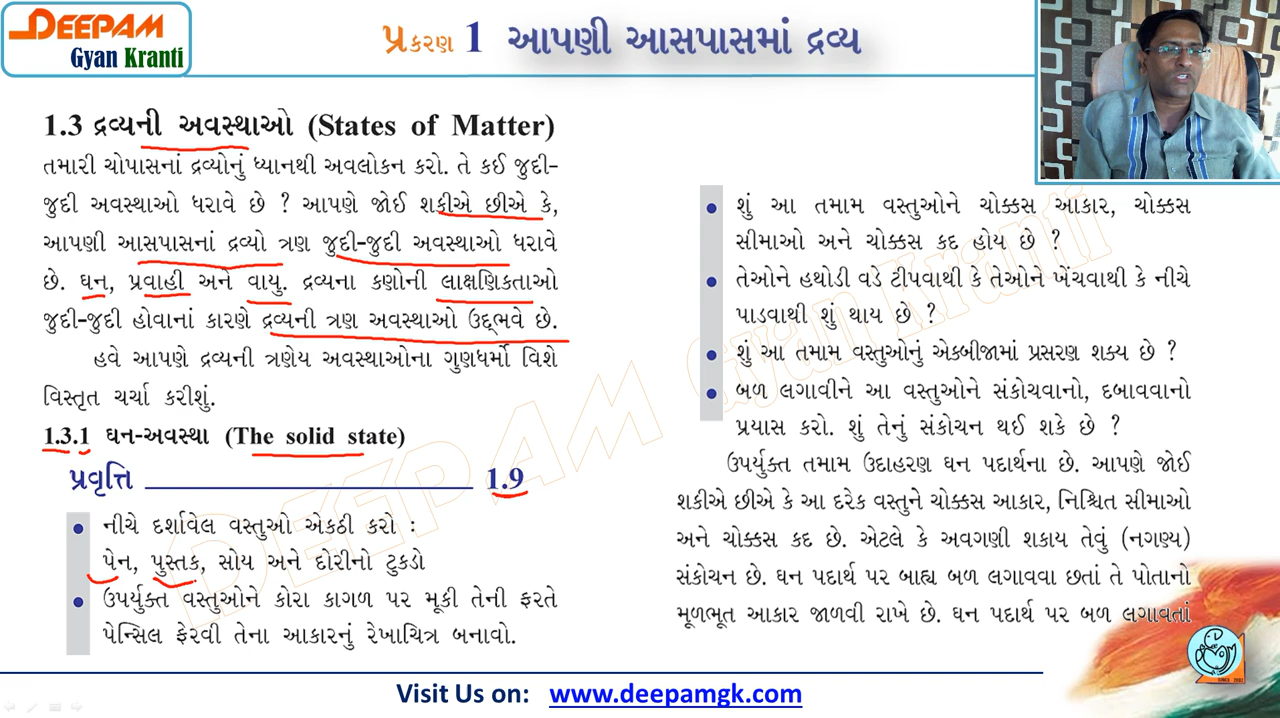 DEEPAM
Gyan Kranti
પ્રકરણ 1 આપણી આસપાસમાં દ્રવ્ય
1.3 દ્રવ્યની અવસ્થાઓ (States of Matter)
તમારી ચોપાસનાં દ્રવ્યોનું ધ્યાનથી અવલોકન કરો. તે કઈ જુદી-
જુદી અવસ્થાઓ ધરાવે છે ? આપણે જોઈ શકીએ છીએ કે,
આપણી આસપાસનાં દ્રવ્યો ત્રણ જુદી-જુદી અવસ્થાઓ ધરાવે
છે. ઘન, પ્રવાહી અને વાયુ. દ્રવ્યના કણોની લાક્ષણિકતાઓ
જુદી-જુદી હોવાનાં કારણે દ્રવ્યની ત્રણ અવસ્થાઓ ઉદ્‌ભવે છે.
હવે આપણે દ્રવ્યની ત્રણેય અવસ્થાઓના ગુણધર્મો વિશે
વિસ્તૃત ચર્ચા કરીશું.
1.3.1 ઘન-અવસ્થા (The solid state)
પ્રવૃત્તિ 1.9
• નીચે દર્શાવેલ વસ્તુઓ એકઠી કરો :
પેન, પુસ્તક, સોય અને દોરીનો ટુકડો
• ઉપર્યુક્ત વસ્તુઓને કોરા કાગળ પર મૂકી તેની ફરતે
પેન્સિલ ફેરવી તેના આકારનું રેખાચિત્ર બનાવો.
• શું આ તમામ વસ્તુઓને ચોક્કસ આકાર, ચોક્કસ
સીમાઓ અને ચોક્કસ કદ હોય છે ?
• તેઓને હથોડી વડે ટીપવાથી કે તેઓને ખેંચવાથી કે નીચે
પાડવાથી શું થાય છે ?
• શું આ તમામ વસ્તુઓનું એકબીજામાં પ્રસરણ શક્ય છે ?
• બળ લગાવીને આ વસ્તુઓને સંકોચવાનો, દબાવવાનો
પ્રયાસ કરો. શું તેનું સંકોચન થઈ શકે છે ?
ઉપર્યુક્ત તમામ ઉદાહરણ ઘન પદાર્થના છે. આપણે જોઈ
શકીએ છીએ કે આ દરેક વસ્તુને ચોક્કસ આકાર, નિશ્ચિત સીમાઓ
અને ચોક્કસ કદ છે. એટલે કે અવગણી શકાય તેવું (નગણ્ય)
સંકોચન છે. ઘન પદાર્થ પર બાહ્ય બળ લગાવવા છતાં તે પોતાનો
મૂળભૂત આકાર જાળવી રાખે છે. ઘન પદાર્થ પર બળ લગાવતાં
DEEPAM Gyan Kranti
SINCE 2001
Visit Us on: www.deepamgk.com